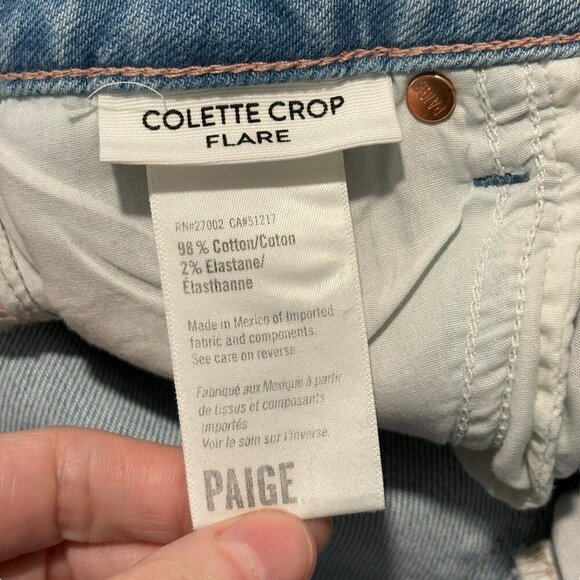 COLETTE CROP
FLARE
PAIGE
RN#27002 CA#51217
98% Cotton/Coton
2% Elastane/
Élasthanne
Made in Mexico of Imported
fabric and components.
See care on reverse
Fabriqué aux Mexique à partir
de tissus et composants
importés
Voir le soin sur l'inverse.
PAIGE